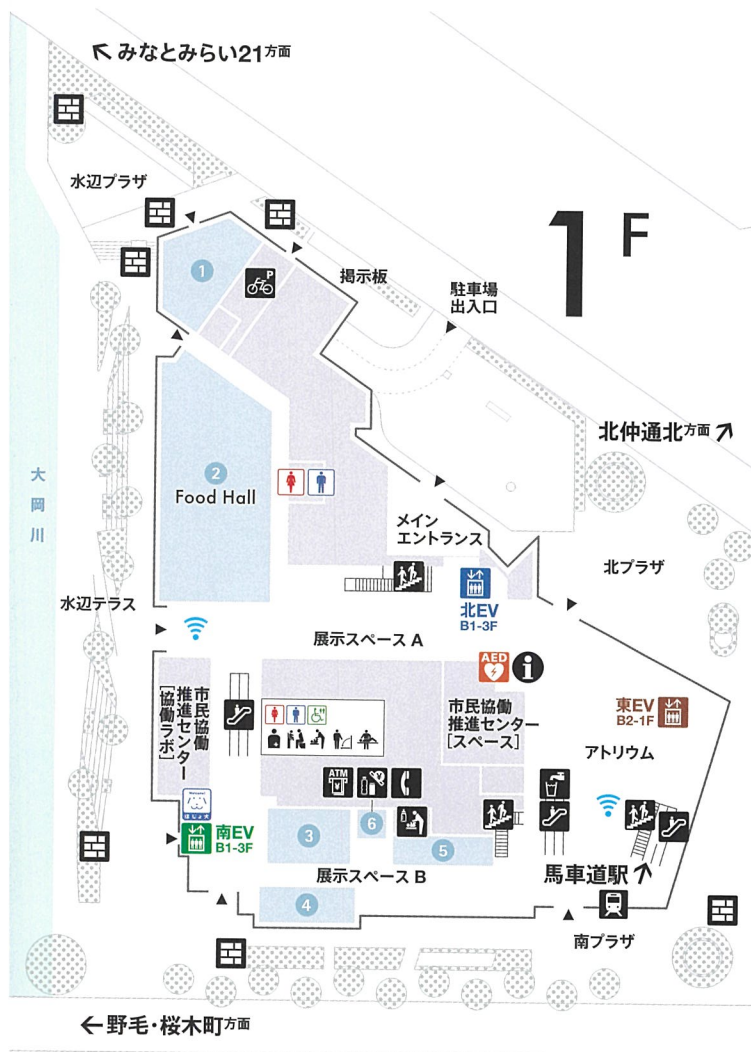 ↖ みなとみらい21方面
水辺プラザ
1F
P
掲示板
駐車場
出入口
1
北仲通北方面 ↗
2
Food Hall
大岡川
メイン
エントランス
北プラザ
北EV
B1-3F
水辺テラス
展示スペース A
AED
i
市民協働
推進センター
[協働ラボ]
市民協働
推進センター
[スペース]
東EV
B2-1F
アトリウム
ATM
Welcome!
ほじょ犬
南EV
B1-3F
3
6
5
展示スペース B
4
馬車道駅 ↗
南プラザ
← 野毛・桜木町方面